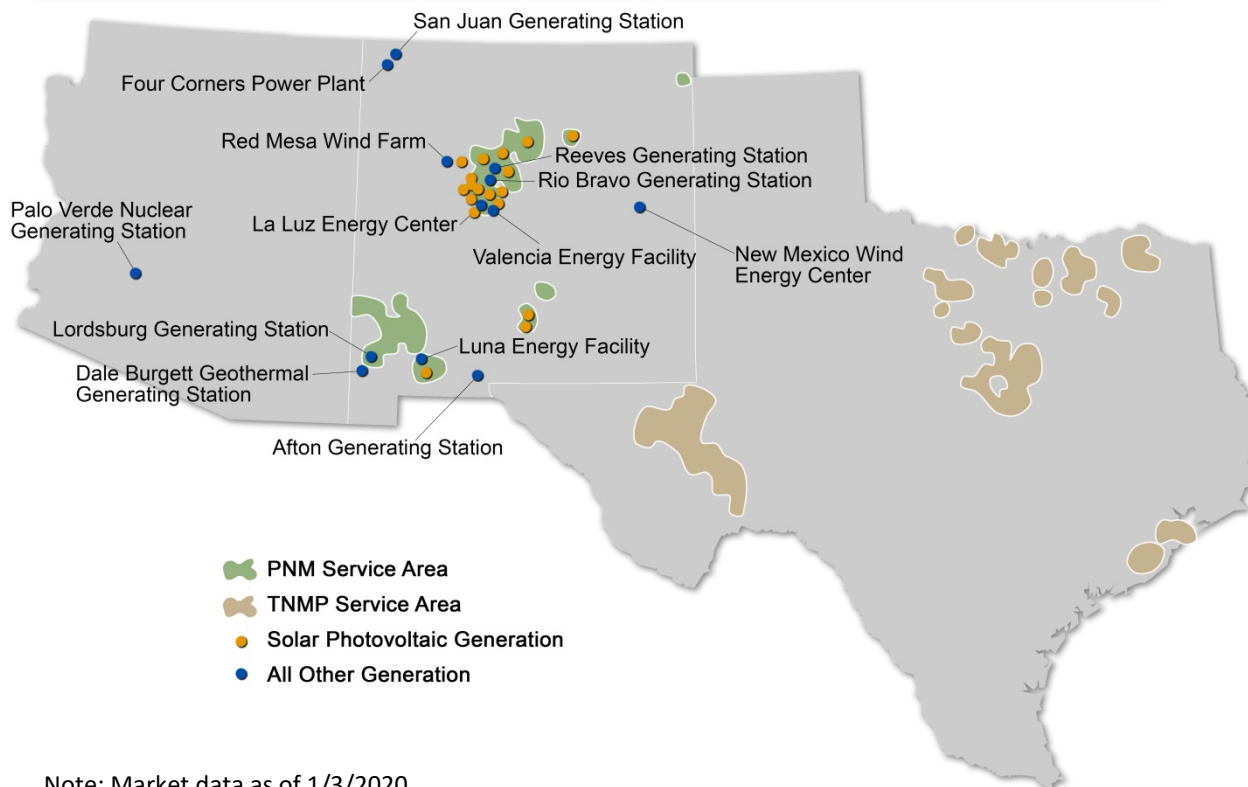 San Juan Generating Station
Four Corners Power Plant
Red Mesa Wind Farm
Reeves Generating Station
Rio Bravo Generating Station
Palo Verde Nuclear
Generating Station
La Luz Energy Center
Valencia Energy Facility
New Mexico Wind
Energy Center
Lordsburg Generating Station
Luna Energy Facility
Dale Burgett Geothermal
Generating Station
Afton Generating Station
PNM Service Area
TNMP Service Area
Solar Photovoltaic Generation
All Other Generation
Note: Market data as of 1/3/2020